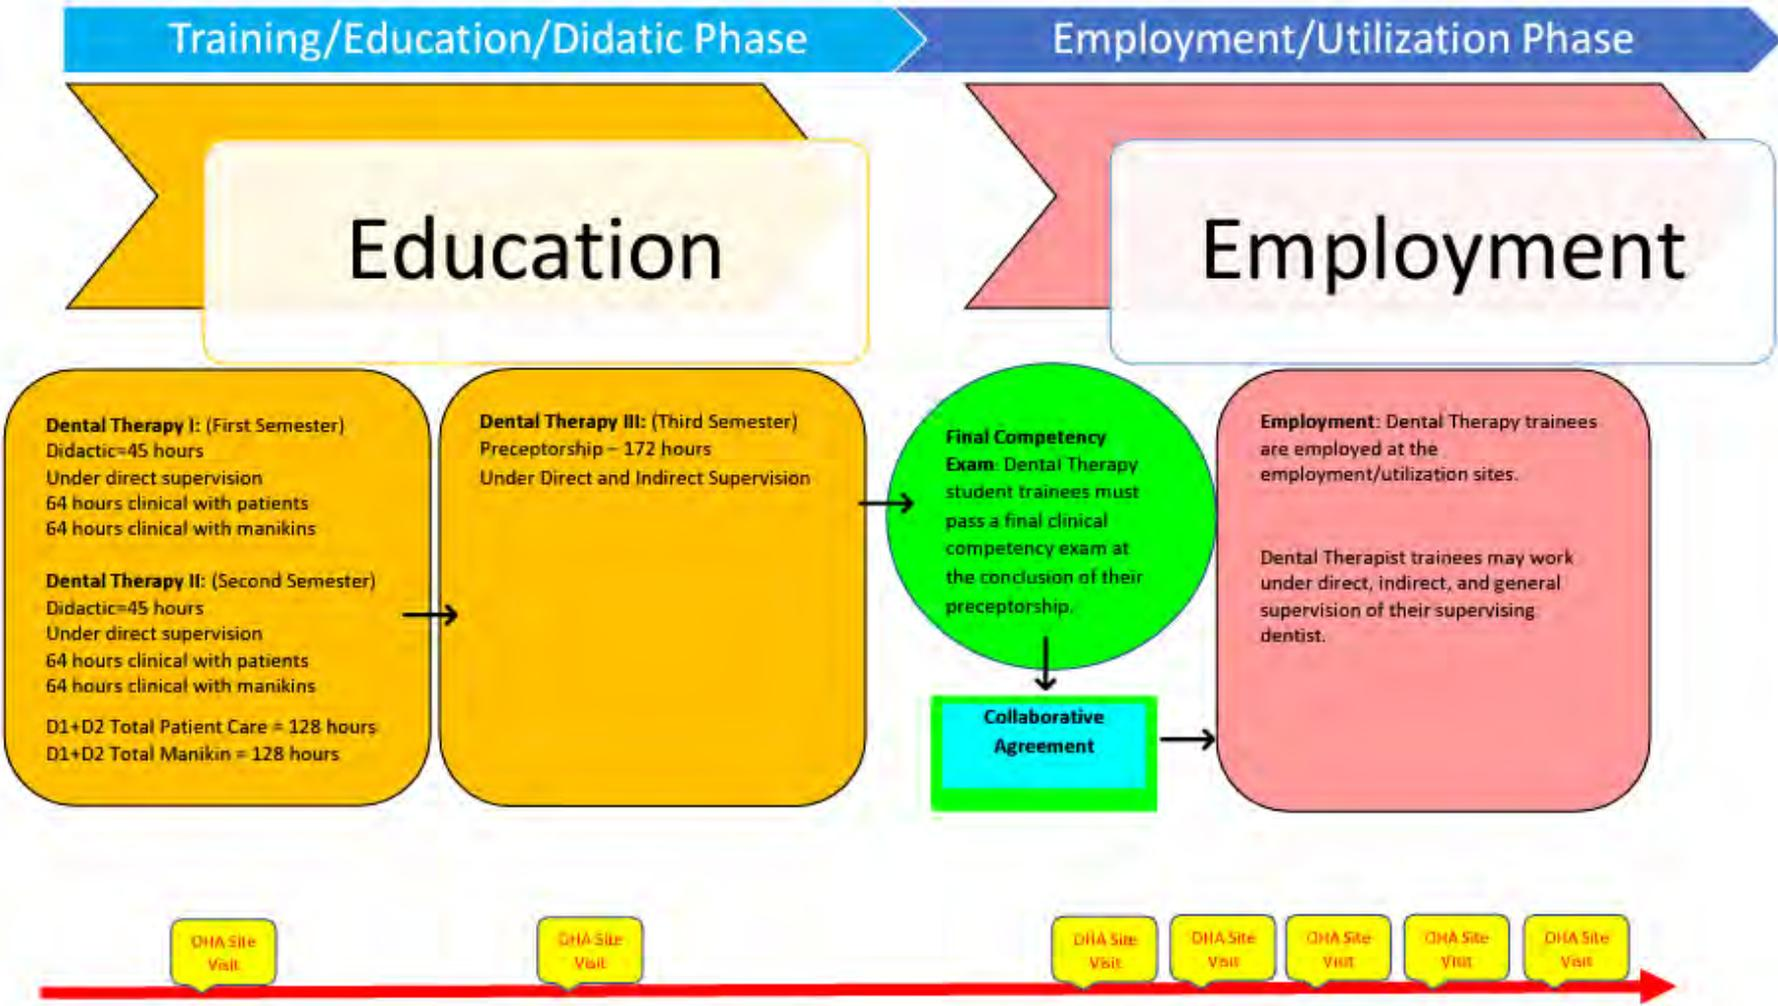 Training/Education/Didatic Phase
Employment/Utilization Phase
Education
Employment
Dental Therapy I: (First Semester)
Didactic=45 hours
Under direct supervision
64 hours clinical with patients
64 hours clinical with manikins
Dental Therapy II: (Second Semester)
Didactic=45 hours
Under direct supervision
64 hours clinical with patients
64 hours clinical with manikins
D1+D2 Total Patient Care = 128 hours
D1+D2 Total Manikin = 128 hours
Dental Therapy III: (Third Semester)
Preceptorship – 172 hours
Under Direct and Indirect Supervision
Final Competency
Exam: Dental Therapy
student trainees must
pass a final clinical
competency exam at
the conclusion of their
preceptorship.
Collaborative
Agreement
Employment: Dental Therapy trainees
are employed at the
employment/utilization sites.
Dental Therapist trainees may work
under direct, indirect, and general
supervision of their supervising
dentist.
OHA Site
Visit
OHA Site
Visit
OHA Site
Visit
OHA Site
Visit
OHA Site
Visit
OHA Site
Visit
OHA Site
Visit